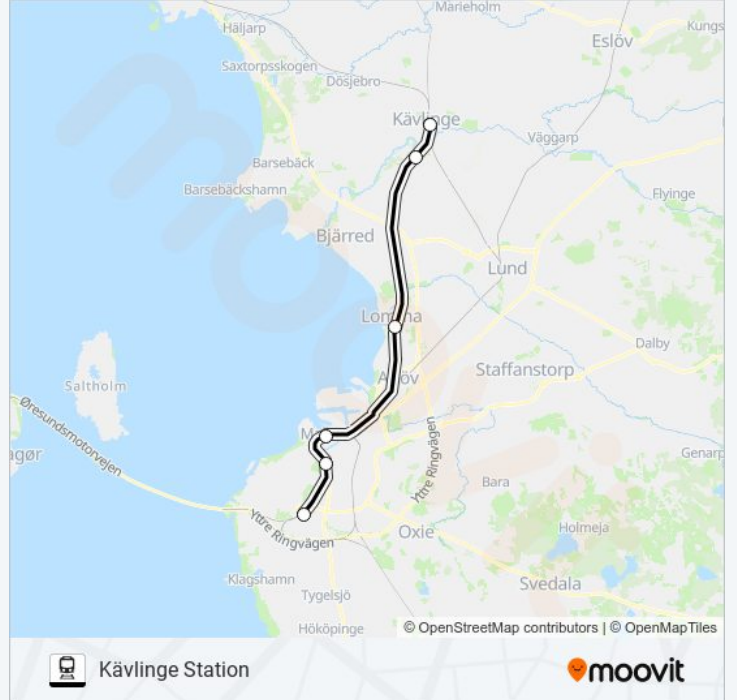 Marieholm
Häljarp
Kungs
Eslöv
Saxtorpsskogen
Dösjebro
Kävlinge
Väggarp
Barsebäck
Barsebäckshamn
Flyinge
Bjärred
Lund
Lomma
Dalby
Staffanstorp
Saltholm
Øresundsmotorvejen
Yttre Ringvägen
agør
Genarp
Bara
Yttre Ringvägen
Oxie
Holmeja
Klagshamn
Svedala
Tygelsjö
Hököpinge
© OpenStreetMap contributors | © OpenMapTiles
Kävlinge Station
moovit